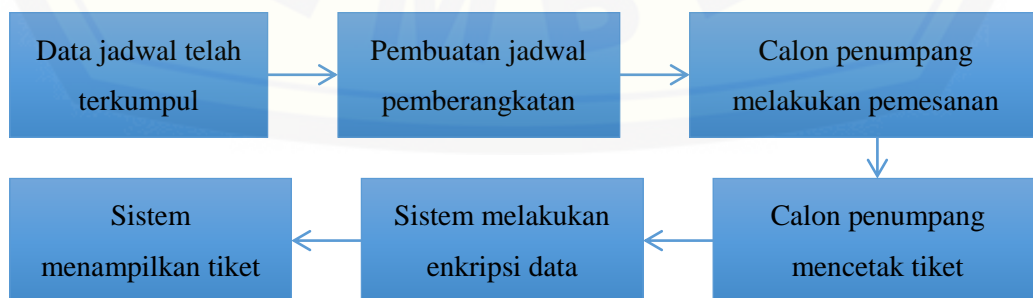 Data jadwal telah
terkumpul
Pembuatan jadwal
pemberangkatan
Calon penumpang
melakukan pemesanan
Calon penumpang
mencetak tiket
Sistem melakukan
enkripsi data
Sistem
menampilkan tiket